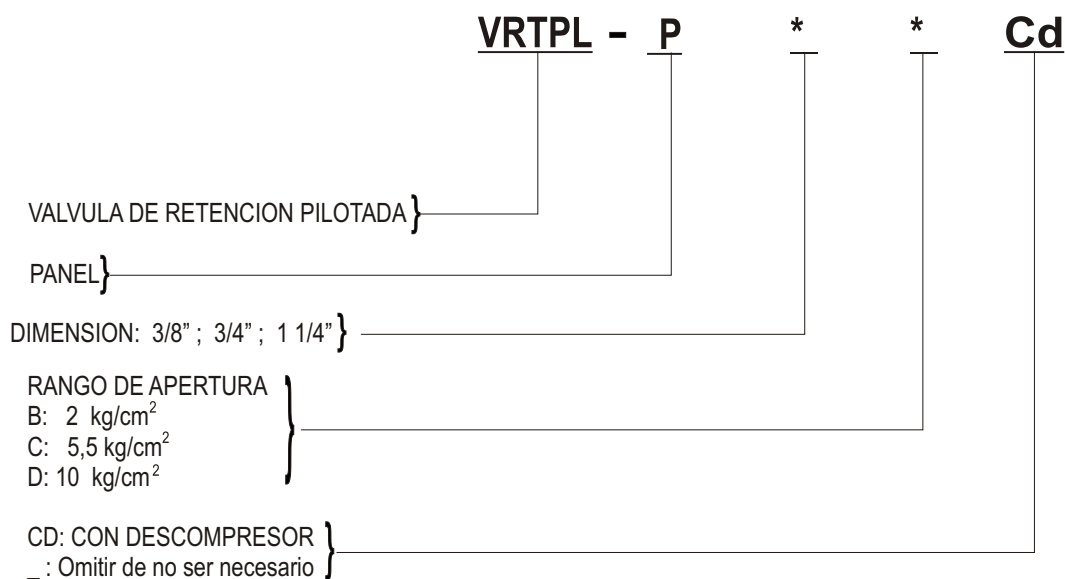 VRTPL - P * * Cd
VALVULA DE RETENCION PILOTADA
PANEL
DIMENSION: 3/8” ; 3/4” ; 1 1/4”
RANGO DE APERTURA
B: 2 kg/cm²
C: 5,5 kg/cm²
D: 10 kg/cm²
CD: CON DESCOMPRESOR
_ : Omitir de no ser necesario